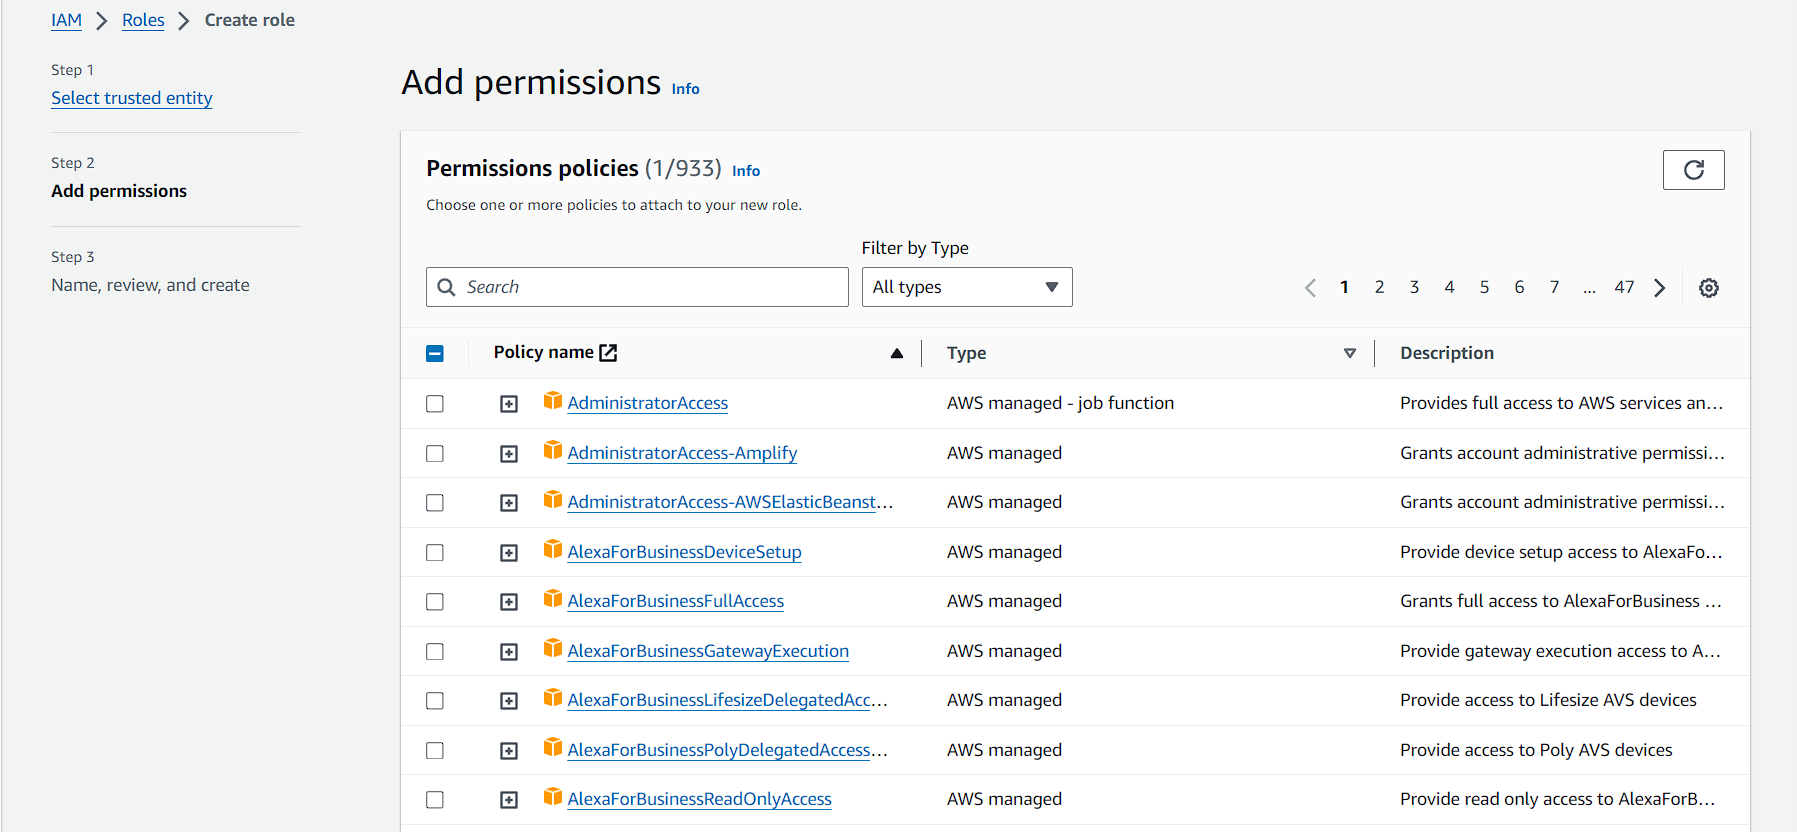 IAM > Roles > Create role
Step 1
Select trusted entity
Step 2
Add permissions
Step 3
Name, review, and create
Add permissions Info
Permissions policies (1/933) Info
Choose one or more policies to attach to your new role.
Filter by Type
Search
All types
1 2 3 4 5 6 7 ... 47
Policy name Type Description
AdministratorAccess AWS managed - job function Provides full access to AWS services an...
AdministratorAccess-Amplify AWS managed Grants account administrative permissi...
AdministratorAccess-AWSElasticBeanst... AWS managed Grants account administrative permissi...
AlexaForBusinessDeviceSetup AWS managed Provide device setup access to AlexaFo...
AlexaForBusinessFullAccess AWS managed Grants full access to AlexaForBusiness ...
AlexaForBusinessGatewayExecution AWS managed Provide gateway execution access to A...
AlexaForBusinessLifesizeDelegatedAcc... AWS managed Provide access to Lifesize AVS devices
AlexaForBusinessPolyDelegatedAccess... AWS managed Provide access to Poly AVS devices
AlexaForBusinessReadOnlyAccess AWS managed Provide read only access to AlexaForB...